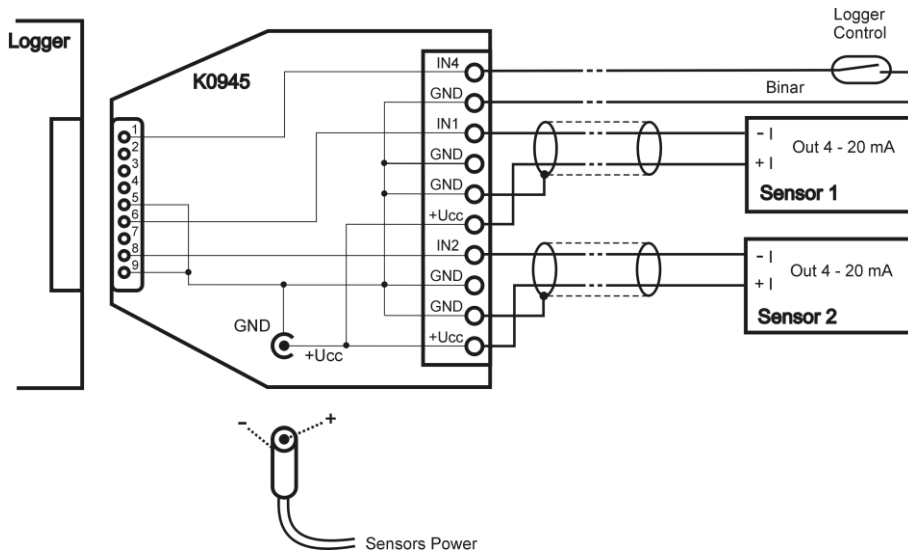 Logger
K0945
1
2
3
4
5
6
7
8
9
GND
+Ucc
IN4
GND
IN1
GND
GND
+Ucc
IN2
GND
GND
+Ucc
Logger
Control
Binar
- I
+ I
Out 4 - 20 mA
Sensor 1
- I
+ I
Out 4 - 20 mA
Sensor 2
-
+
Sensors Power